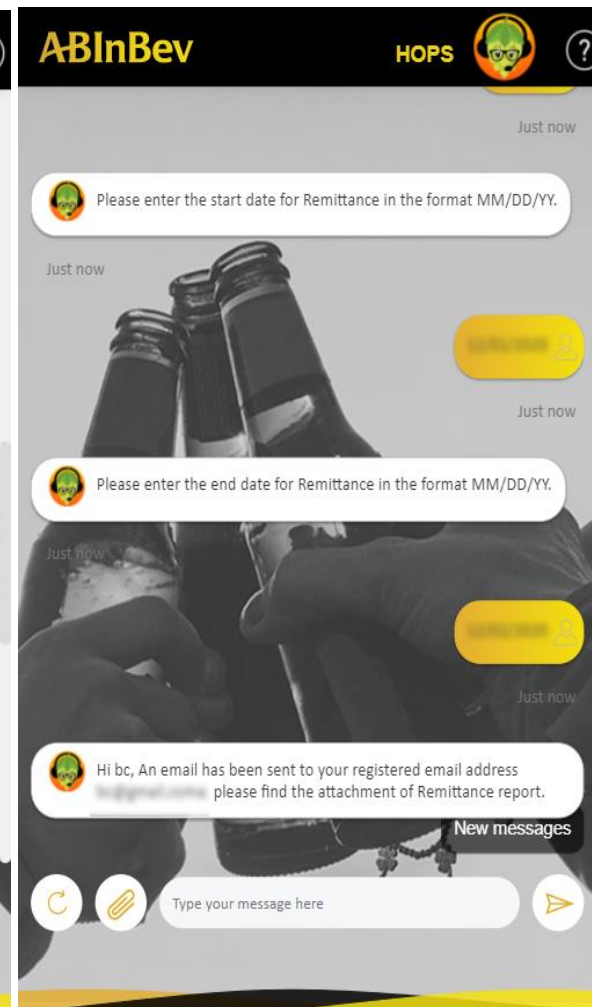 ABInBev
HOPS
?
Just now
Please enter the start date for Remittance in the format MM/DD/YY.
Just now
Just now
Please enter the end date for Remittance in the format MM/DD/YY.
Just now
Just now
Hi bc, An email has been sent to your registered email address
please find the attachment of Remittance report.
New messages
Type your message here